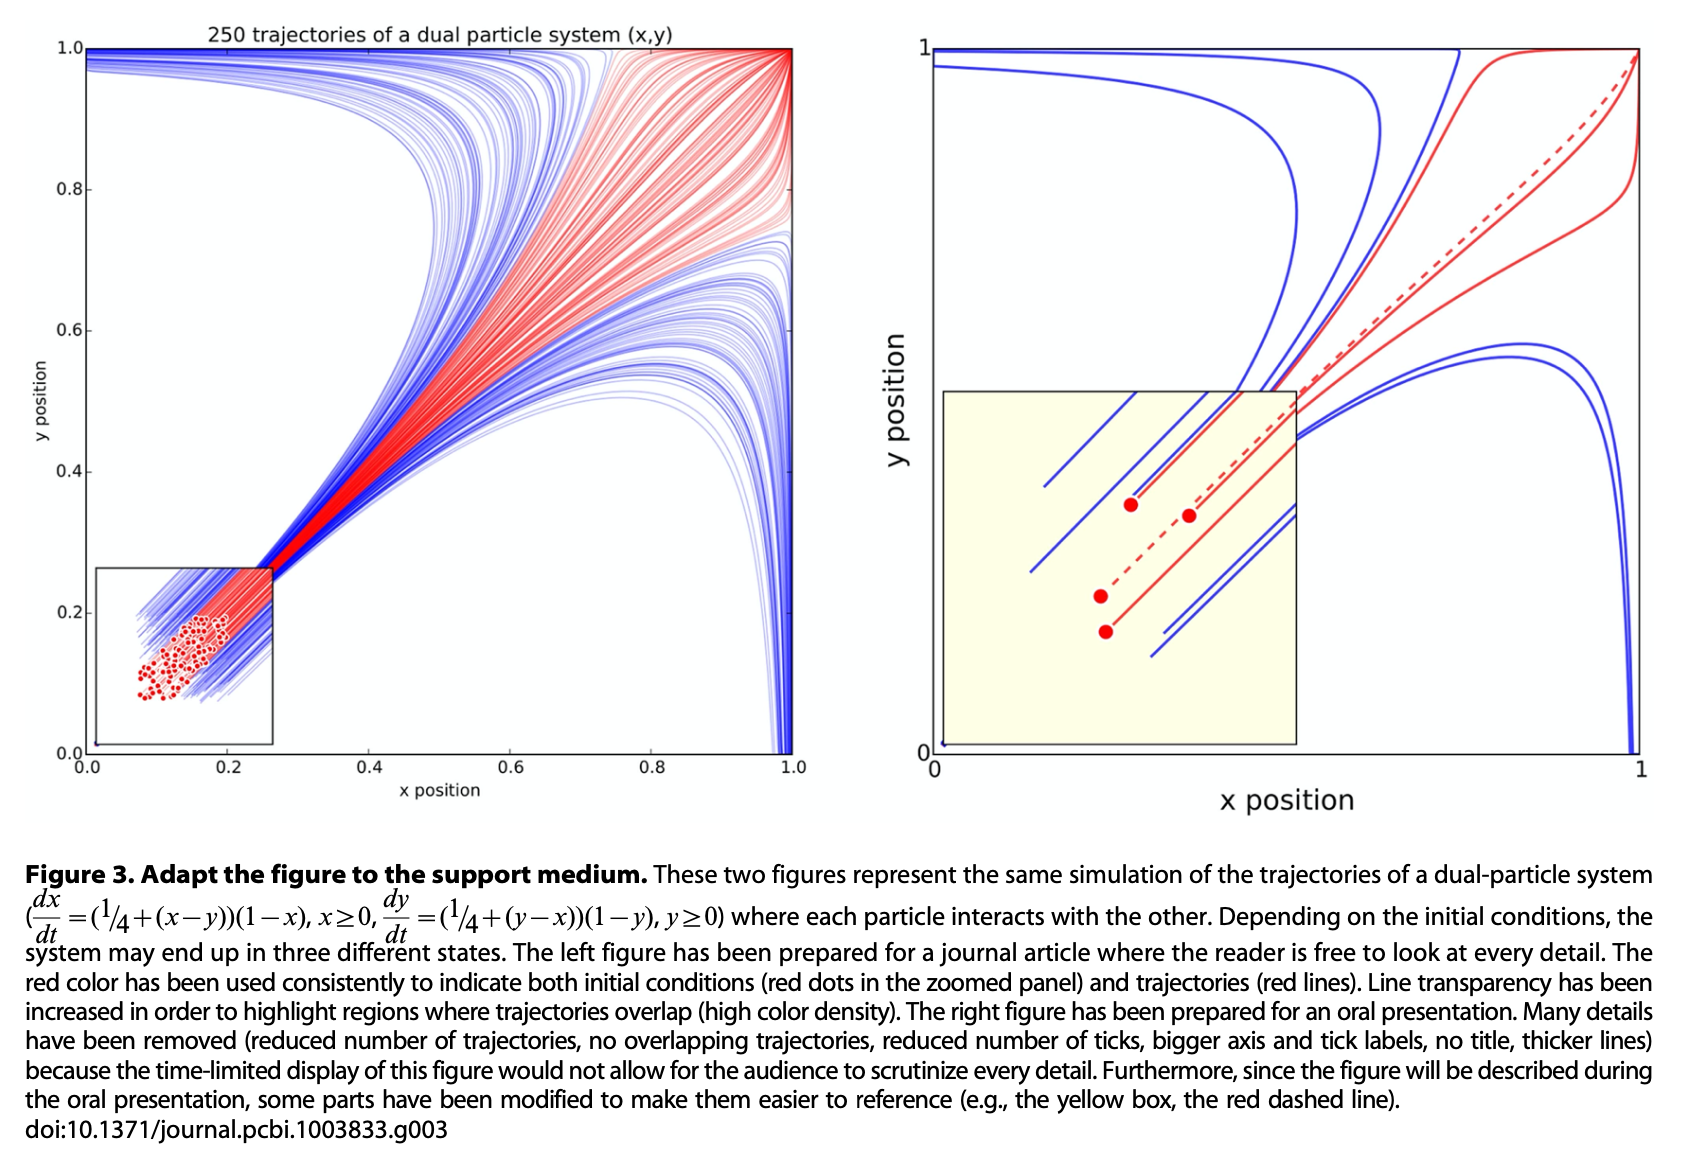 250 trajectories of a dual particle system (x,y)
1.0
0.8
0.6
0.4
0.2
0.0
y position
0.0 0.2 0.4 0.6 0.8 1.0
x position
1
0
y position
0 1
x position
Figure 3. Adapt the figure to the support medium. These two figures represent the same simulation of the trajectories of a dual-particle system
(dx/dt = (1/4+(x−y))(1−x), x≥0, dy/dt = (1/4+(y−x))(1−y), y≥0) where each particle interacts with the other. Depending on the initial conditions, the
system may end up in three different states. The left figure has been prepared for a journal article where the reader is free to look at every detail. The
red color has been used consistently to indicate both initial conditions (red dots in the zoomed panel) and trajectories (red lines). Line transparency has been
increased in order to highlight regions where trajectories overlap (high color density). The right figure has been prepared for an oral presentation. Many details
have been removed (reduced number of trajectories, no overlapping trajectories, reduced number of ticks, bigger axis and tick labels, no title, thicker lines)
because the time-limited display of this figure would not allow for the audience to scrutinize every detail. Furthermore, since the figure will be described during
the oral presentation, some parts have been modified to make them easier to reference (e.g., the yellow box, the red dashed line).
doi:10.1371/journal.pcbi.1003833.g003